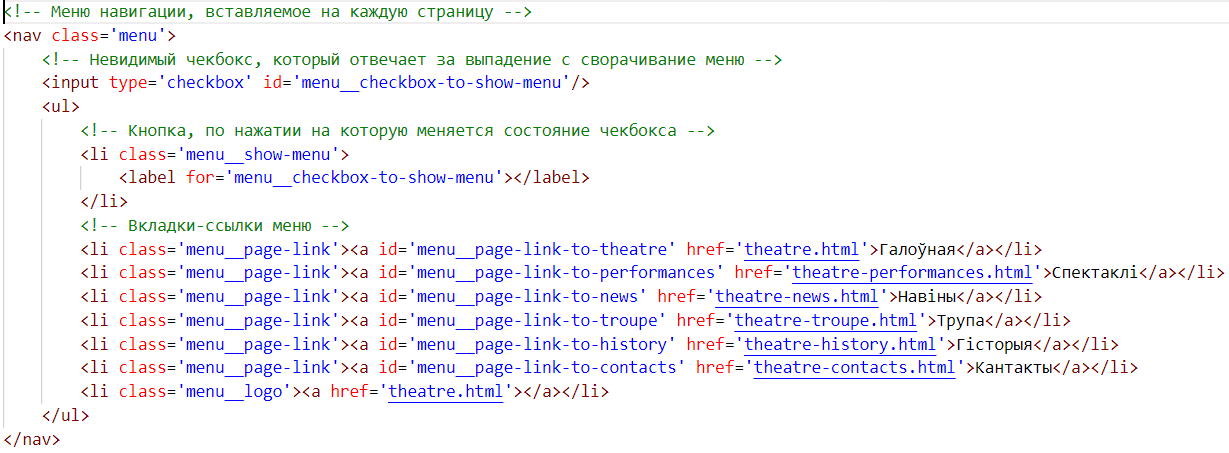 <!-- Меню навигации, вставляемое на каждую страницу -->
<nav class='menu'>
<!-- Невидимый чекбокс, который отвечает за выпадение с сворачивание меню -->
<input type='checkbox' id='menu__checkbox-to-show-menu'/>
<ul>
<!-- Кнопка, по нажатии на которую меняется состояние чекбокса -->
<li class='menu__show-menu'>
<label for='menu__checkbox-to-show-menu'></label>
</li>
<!-- Вкладки-ссылки меню -->
<li class='menu__page-link'><a id='menu__page-link-to-theatre' href='theatre.html'>Галоўная</a></li>
<li class='menu__page-link'><a id='menu__page-link-to-performances' href='theatre-performances.html'>Спектаклі</a></li>
<li class='menu__page-link'><a id='menu__page-link-to-news' href='theatre-news.html'>Навіны</a></li>
<li class='menu__page-link'><a id='menu__page-link-to-troupe' href='theatre-troupe.html'>Трупа</a></li>
<li class='menu__page-link'><a id='menu__page-link-to-history' href='theatre-history.html'>Гісторыя</a></li>
<li class='menu__page-link'><a id='menu__page-link-to-contacts' href='theatre-contacts.html'>Кантакты</a></li>
<li class='menu__logo'><a href='theatre.html'></a></li>
</ul>
</nav>